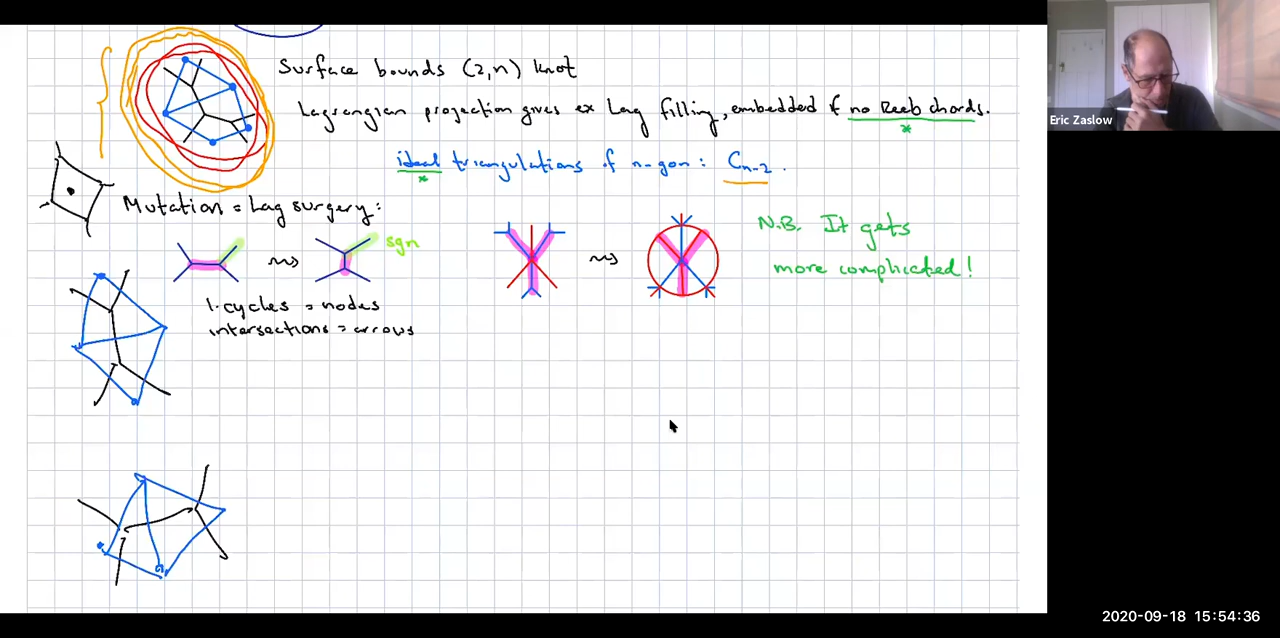 Surface bounds (2,n) knot
Lagrangian projection gives ex Lag filling, embedded if no Reeb chords.
*
ideal triangulations of n-gon: Cn-2.
*
Mutation = Lag surgery:
sgn
N.B. It gets
more complicated!
1-cycles = nodes
intersections = arrows
Eric Zaslow
2020-09-18 15:54:36